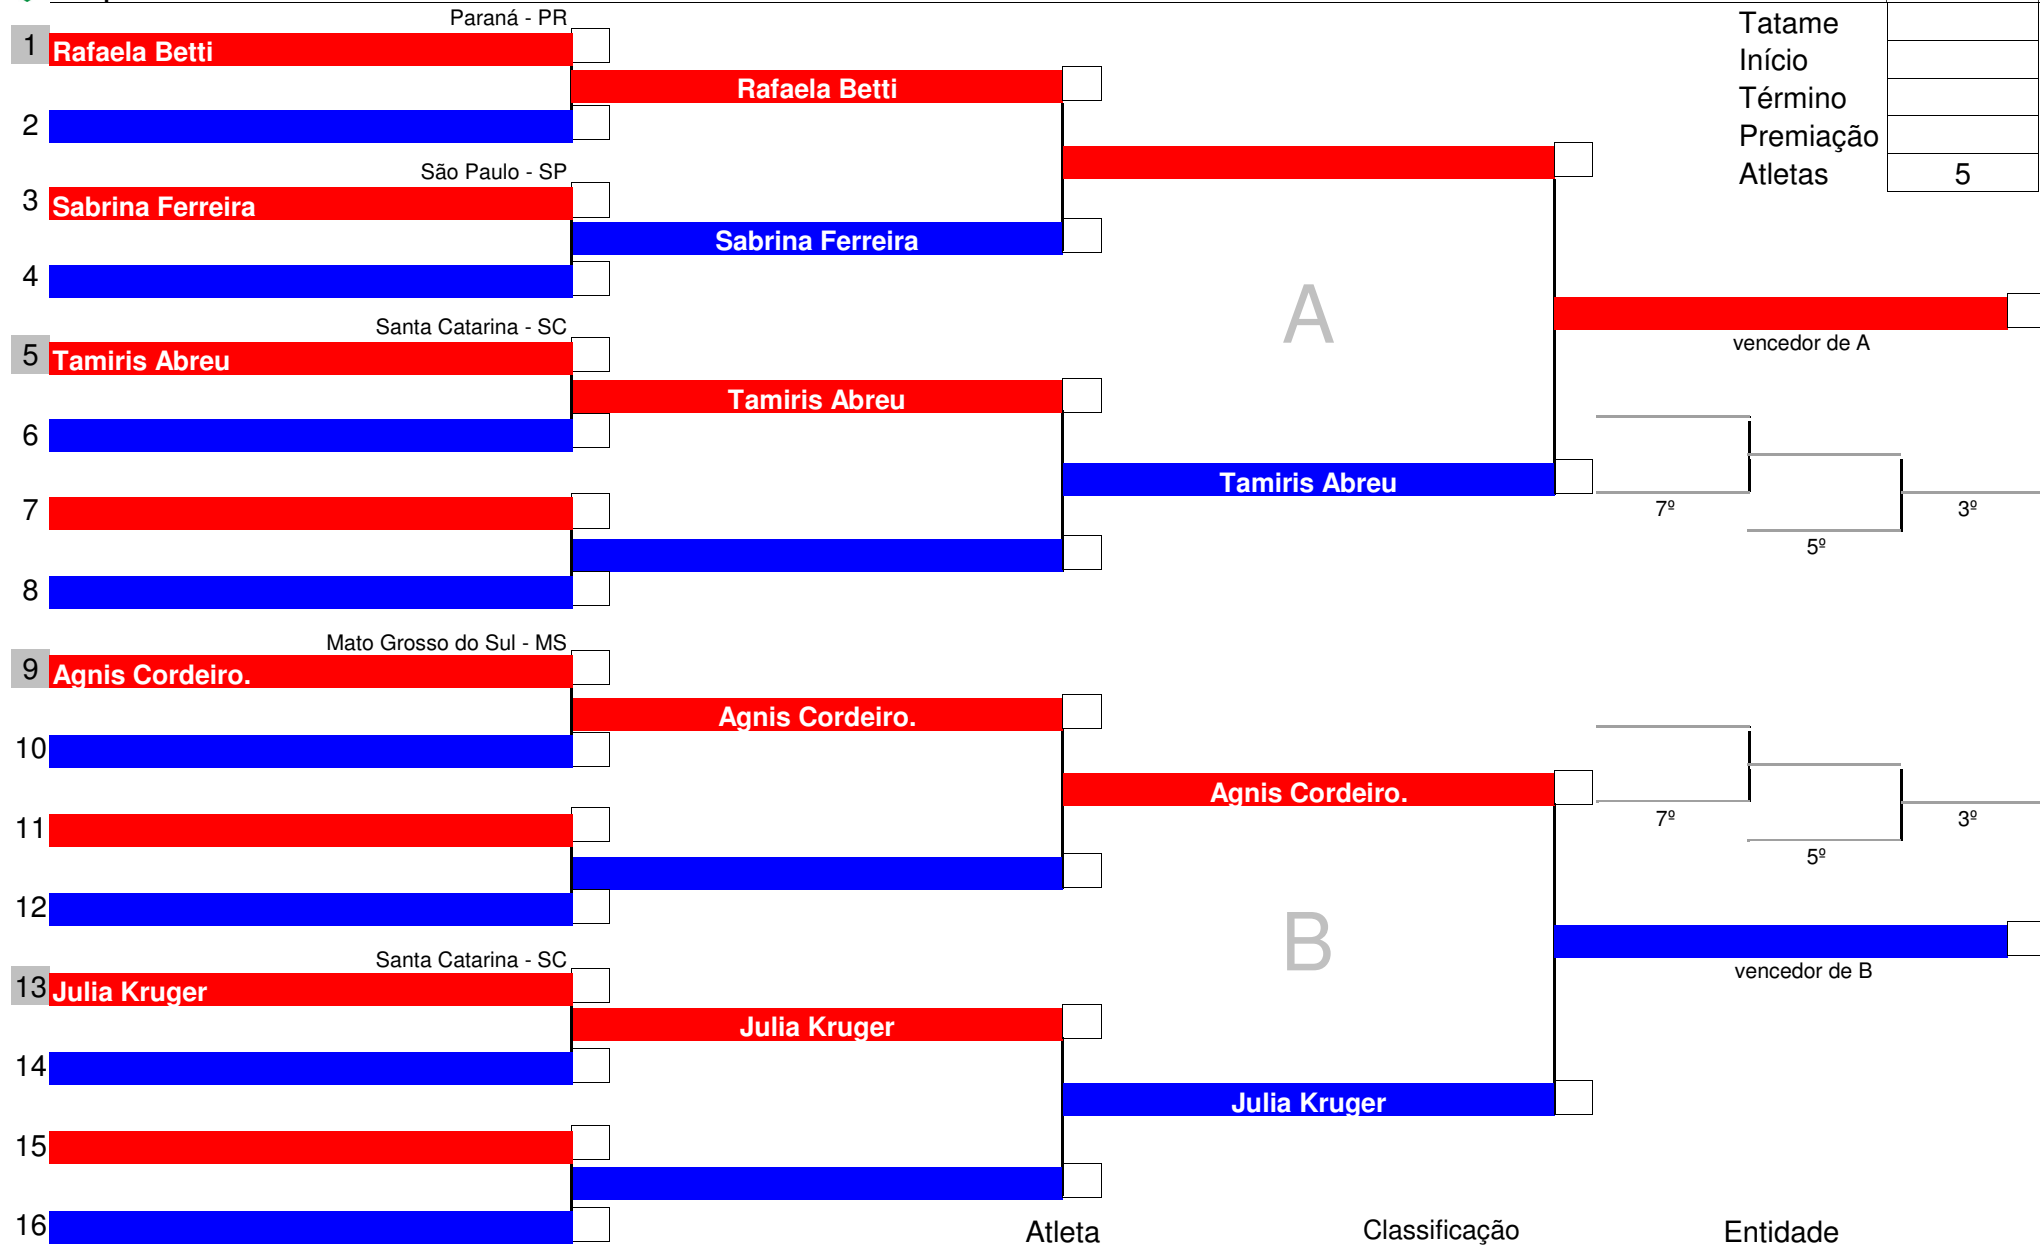 Paraná - PR
1 Rafaela Betti
Rafaela Betti
2
São Paulo - SP
3 Sabrina Ferreira
Sabrina Ferreira
4
Santa Catarina - SC
5 Tamiris Abreu
Tamiris Abreu
6
Tamiris Abreu
7
8
A
vencedor de A
7º
5º
3º
Mato Grosso do Sul - MS
9 Agnis Cordeiro.
Agnis Cordeiro.
10
Agnis Cordeiro.
11
12
7º
5º
3º
B
vencedor de B
Santa Catarina - SC
13 Julia Kruger
Julia Kruger
14
Julia Kruger
15
16
Tatame
Início
Término
Premiação
Atletas 5
Atleta Classificação Entidade